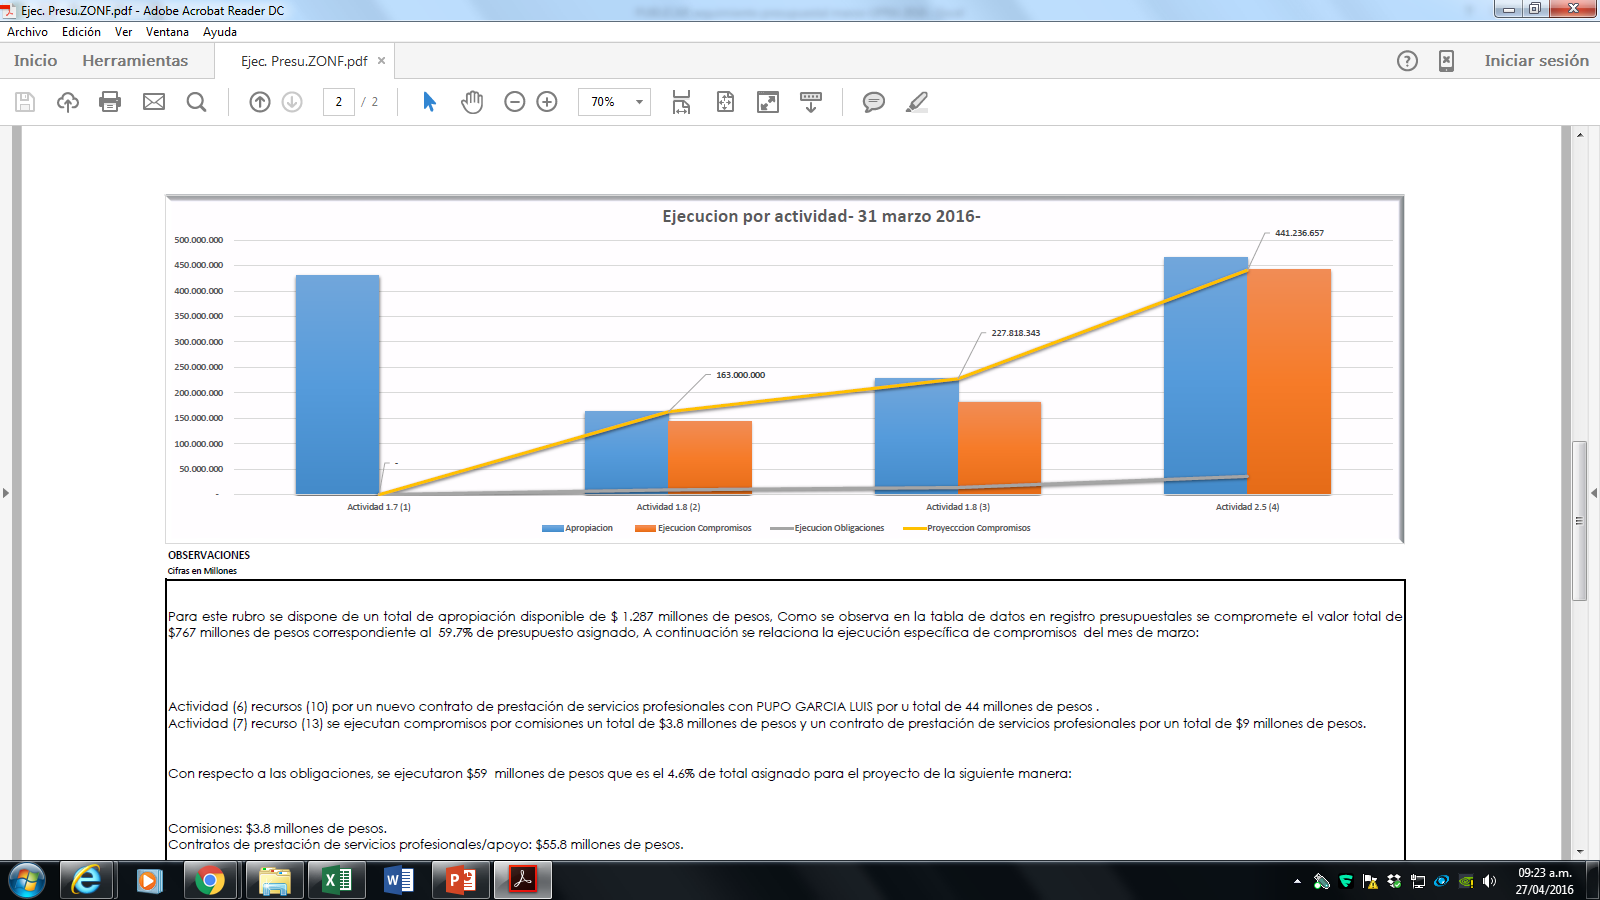 Ejec. Presu.ZONF.pdf - Adobe Acrobat Reader DC
Archivo Edición Ver Ventana Ayuda
Inicio Herramientas Ejec. Presu.ZONF.pdf × Iniciar sesión
2 / 2 70%
Ejecucion por actividad- 31 marzo 2016-
500.000.000
450.000.000
400.000.000
350.000.000
300.000.000
250.000.000
200.000.000
150.000.000
100.000.000
50.000.000
-
-
163.000.000
227.818.343
441.236.657
Actividad 1.7 (1) Actividad 1.8 (2) Actividad 1.8 (3) Actividad 2.5 (4)
Apropiacion Ejecucion Compromisos Ejecucion Obligaciones Proyecccion Compromisos
OBSERVACIONES
Cifras en Millones
Para este rubro se dispone de un total de apropiación disponible de $ 1.287 millones de pesos, Como se observa en la tabla de datos en registro presupuestales se compromete el valor total de
$767 millones de pesos correspondiente al 59.7% de presupuesto asignado, A continuación se relaciona la ejecución específica de compromisos del mes de marzo:
Actividad (6) recursos (10) por un nuevo contrato de prestación de servicios profesionales con PUPO GARCIA LUIS por u total de 44 millones de pesos .
Actividad (7) recurso (13) se ejecutan compromisos por comisiones un total de $3.8 millones de pesos y un contrato de prestación de servicios profesionales por un total de $9 millones de pesos.
Con respecto a las obligaciones, se ejecutaron $59 millones de pesos que es el 4.6% de total asignado para el proyecto de la siguiente manera:
Comisiones: $3.8 millones de pesos.
Contratos de prestación de servicios profesionales/apoyo: $55.8 millones de pesos.
09:23 a.m.
27/04/2016